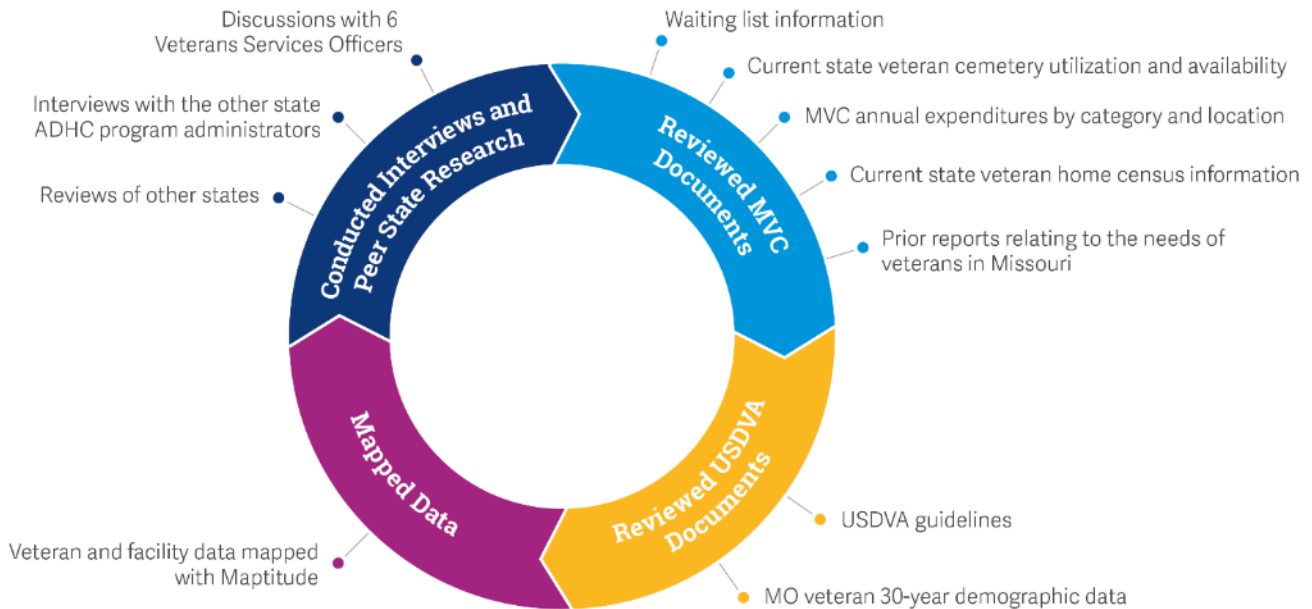 Discussions with 6
Veterans Services Officers
Interviews with the other state
ADHC program administrators
Reviews of other states
Conducted Interviews and
Peer State Research
Waiting list information
Current state veteran cemetery utilization and availability
MVC annual expenditures by category and location
Current state veteran home census information
Prior reports relating to the needs of
veterans in Missouri
Reviewed MVC
Documents
USDVA guidelines
MO veteran 30-year demographic data
Reviewed USDVA
Documents
Mapped Data
Veteran and facility data mapped
with Maptitude